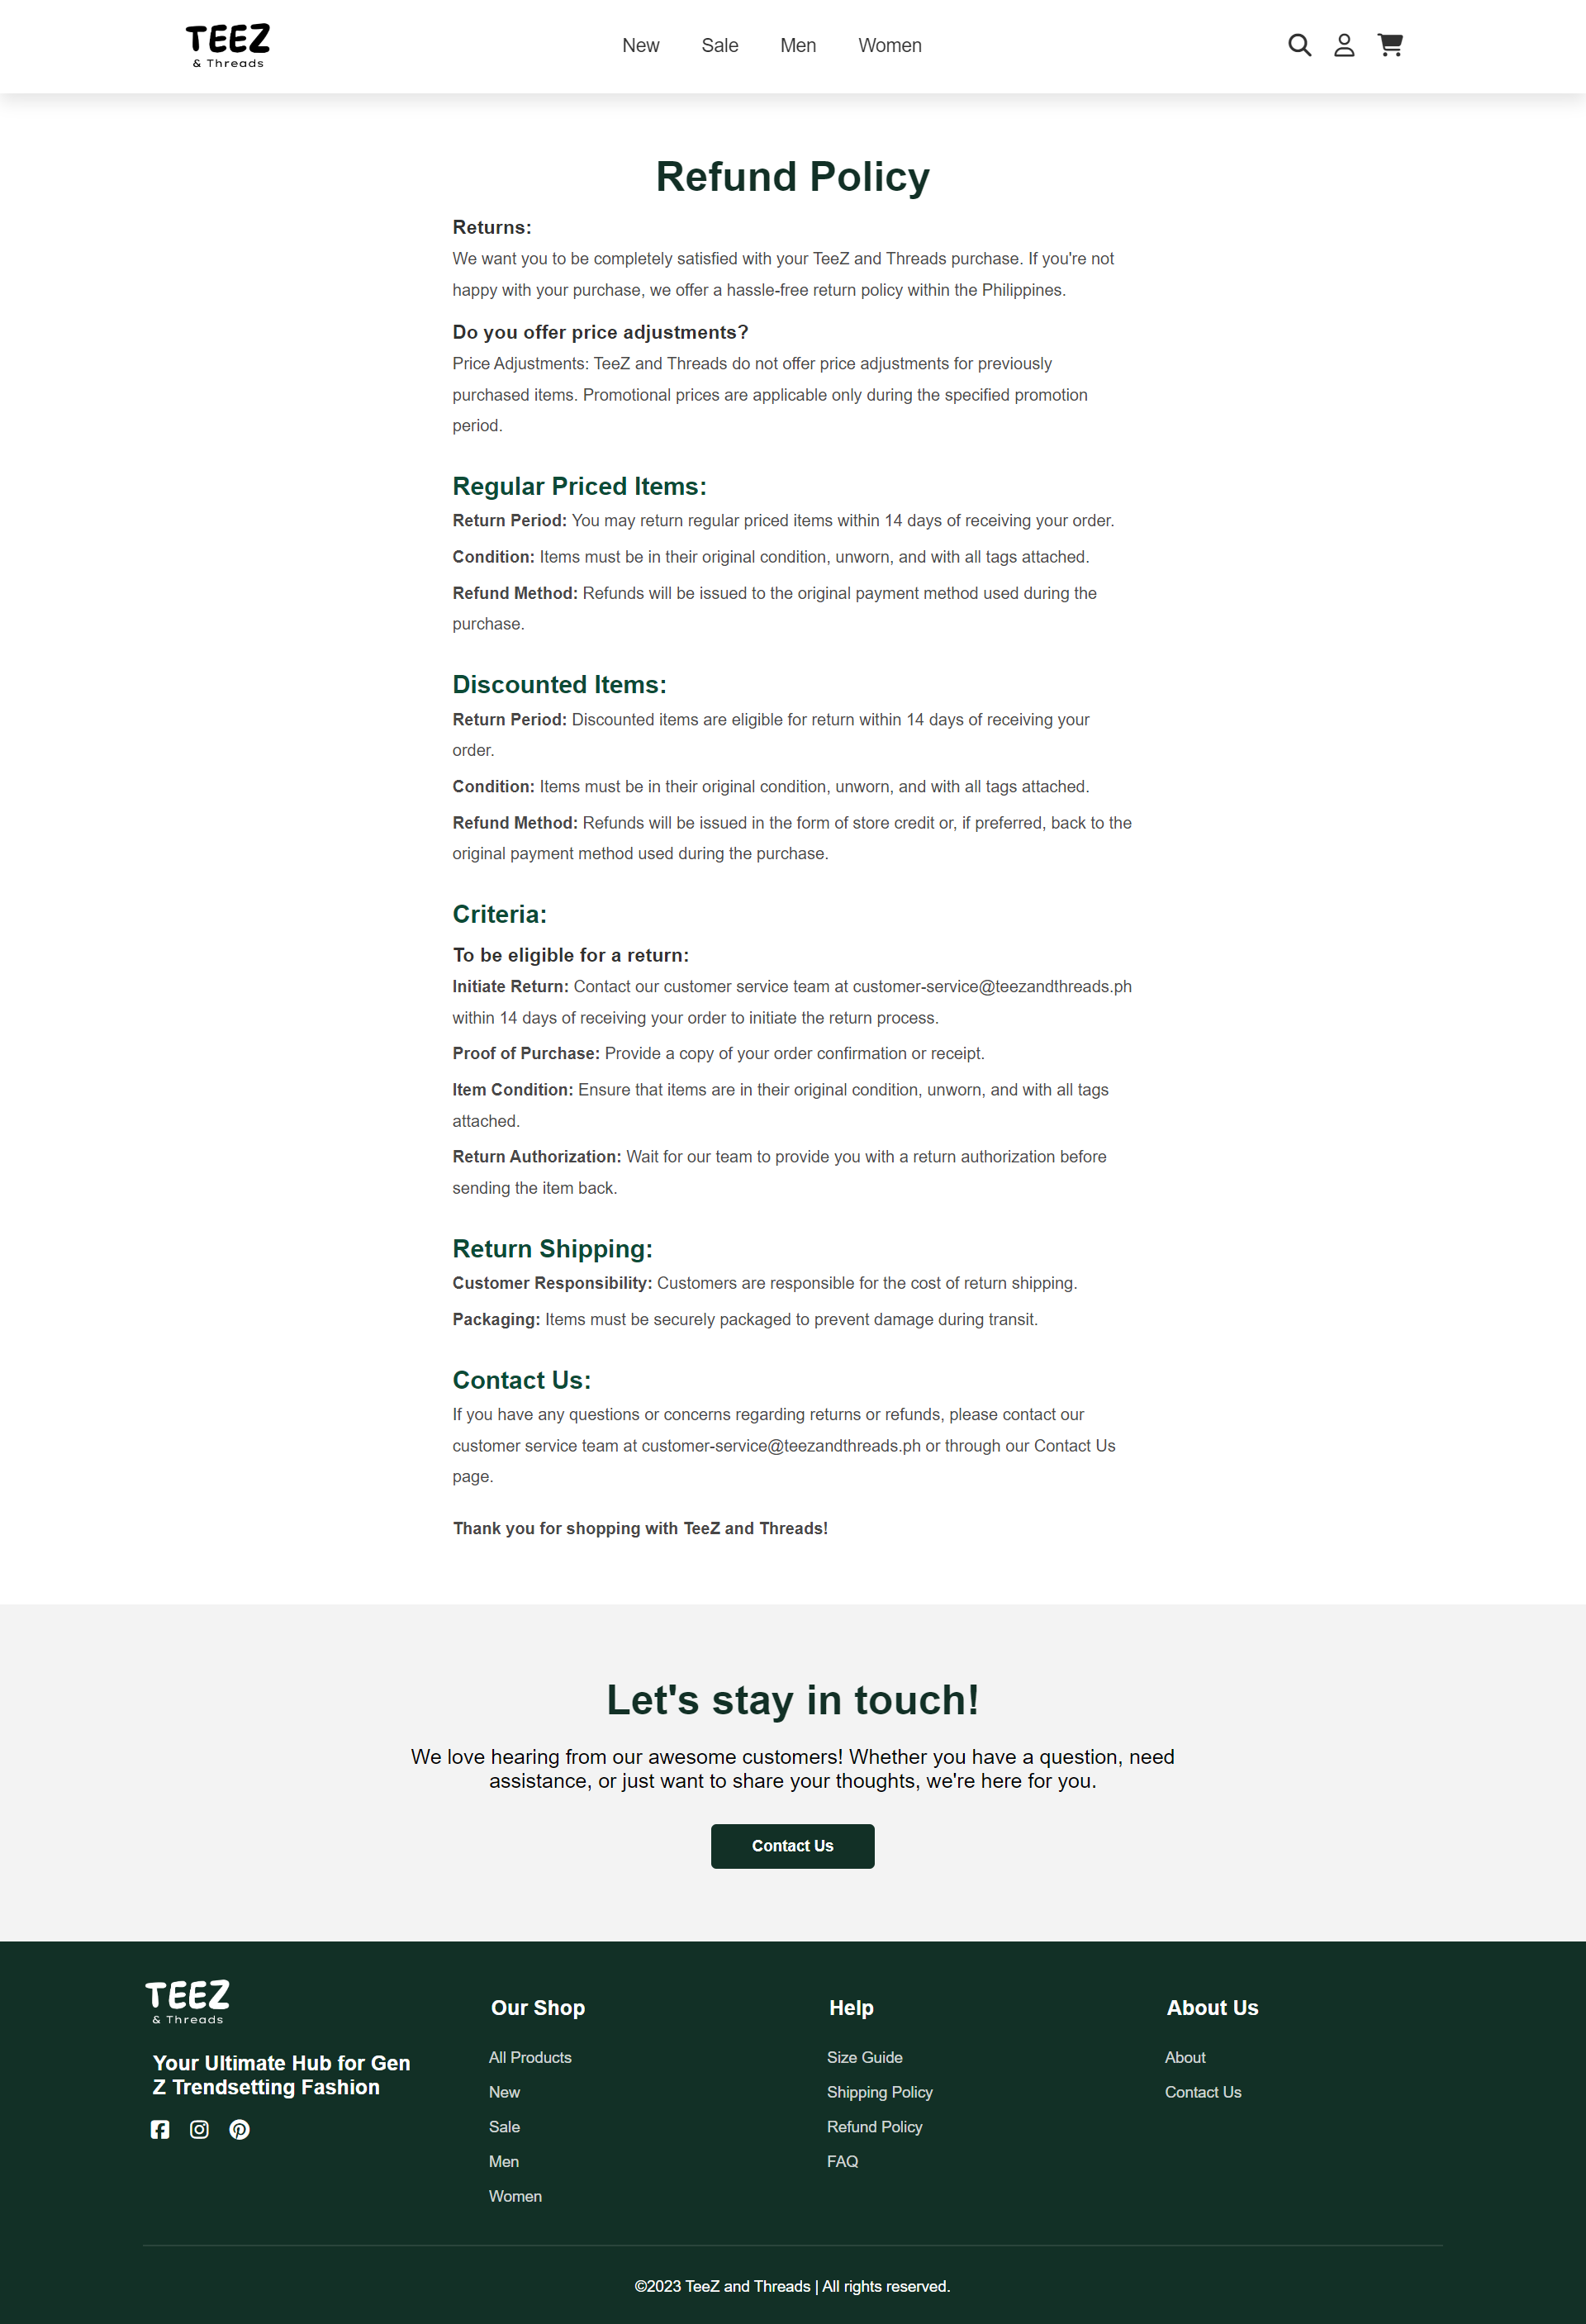 TEEZ
& Threads
New
Sale
Men
Women
Refund Policy
Returns:
We want you to be completely satisfied with your TeeZ and Threads purchase. If you're not
happy with your purchase, we offer a hassle-free return policy within the Philippines.
Do you offer price adjustments?
Price Adjustments: TeeZ and Threads do not offer price adjustments for previously
purchased items. Promotional prices are applicable only during the specified promotion
period.
Regular Priced Items:
Return Period: You may return regular priced items within 14 days of receiving your order.
Condition: Items must be in their original condition, unworn, and with all tags attached.
Refund Method: Refunds will be issued to the original payment method used during the
purchase.
Discounted Items:
Return Period: Discounted items are eligible for return within 14 days of receiving your
order.
Condition: Items must be in their original condition, unworn, and with all tags attached.
Refund Method: Refunds will be issued in the form of store credit or, if preferred, back to the
original payment method used during the purchase.
Criteria:
To be eligible for a return:
Initiate Return: Contact our customer service team at customer-service@teezandthreads.ph
within 14 days of receiving your order to initiate the return process.
Proof of Purchase: Provide a copy of your order confirmation or receipt.
Item Condition: Ensure that items are in their original condition, unworn, and with all tags
attached.
Return Authorization: Wait for our team to provide you with a return authorization before
sending the item back.
Return Shipping:
Customer Responsibility: Customers are responsible for the cost of return shipping.
Packaging: Items must be securely packaged to prevent damage during transit.
Contact Us:
If you have any questions or concerns regarding returns or refunds, please contact our
customer service team at customer-service@teezandthreads.ph or through our Contact Us
page.
Thank you for shopping with TeeZ and Threads!
Let's stay in touch!
We love hearing from our awesome customers! Whether you have a question, need
assistance, or just want to share your thoughts, we're here for you.
Contact Us
TEEZ
& Threads
Your Ultimate Hub for Gen
Z Trendsetting Fashion
Our Shop
All Products
New
Sale
Men
Women
Help
Size Guide
Shipping Policy
Refund Policy
FAQ
About Us
About
Contact Us
©2023 TeeZ and Threads | All rights reserved.